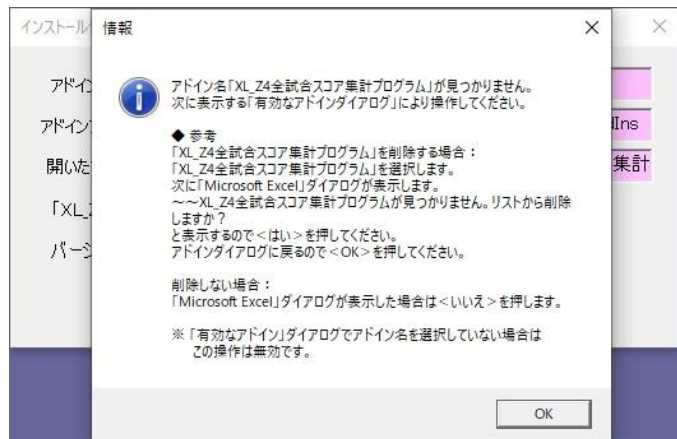 インストール
情報
アドイン名「XL_Z4全試合スコア集計プログラム」が見つかりません。
次に表示する「有効なアドインダイアログ」により操作してください。
◆ 参考
「XL_Z4全試合スコア集計プログラム」を削除する場合：
「XL_Z4全試合スコア集計プログラム」を選択します。
次に「Microsoft Excel」ダイアログが表示します。
～～XL_Z4全試合スコア集計プログラムが見つかりません。リストから削除
しますか？
と表示するので＜はい＞を押してください。
アドインダイアログに戻るので＜OK＞を押してください。
削除しない場合：
「Microsoft Excel」ダイアログが表示した場合は＜いいえ＞を押します。
※ 「有効なアドイン」ダイアログでアドイン名を選択していない場合は
この操作は無効です。
OK
アドイン
アドイン
開いた
「XL_
バージ
Ins
集計